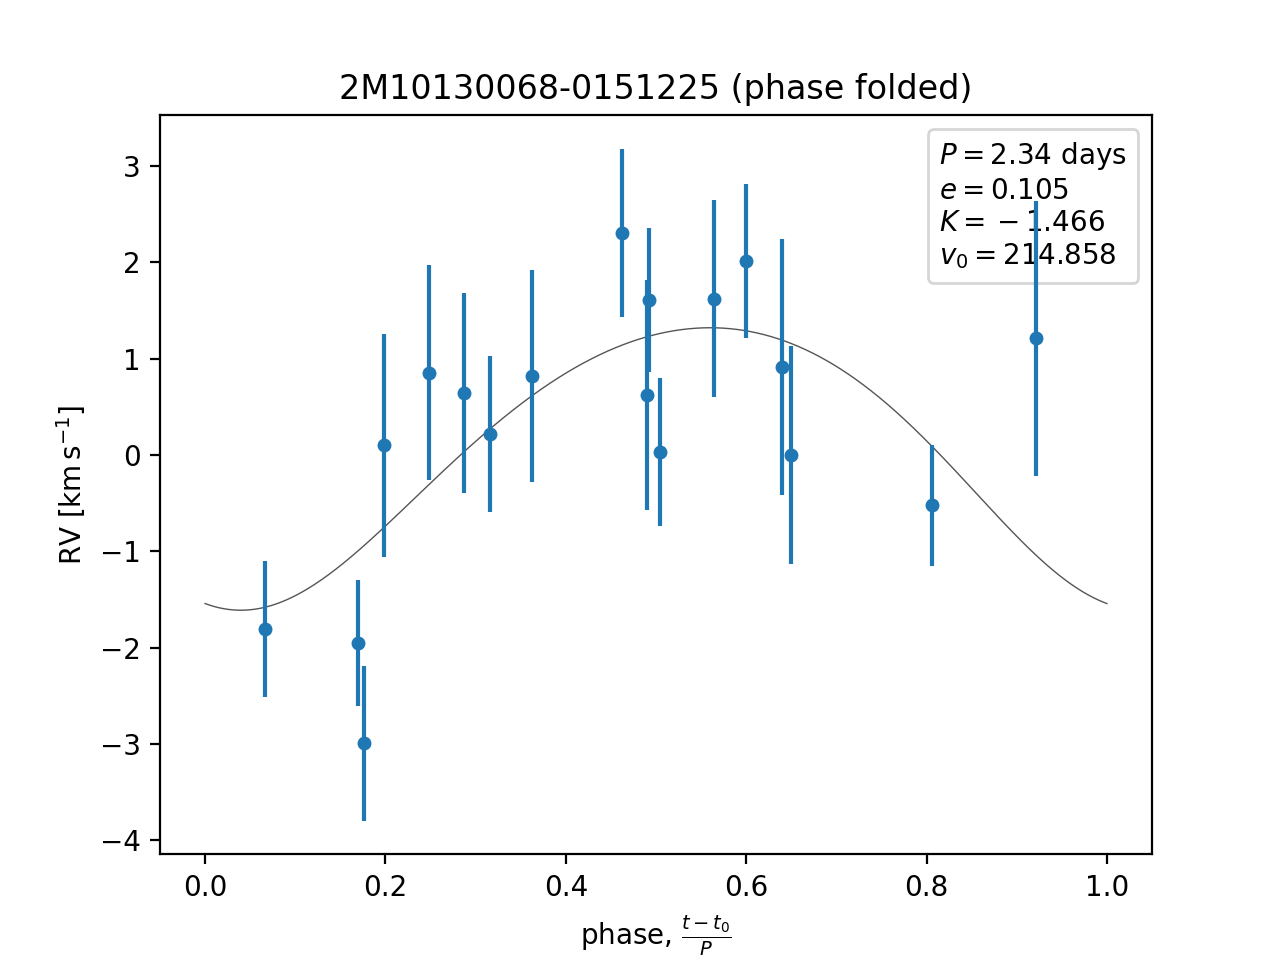 2M10130068-0151225 (phase folded)
P = 2.34 days
e = 0.105
K = −1.466
v₀ = 214.858
RV [km s⁻¹]
3
2
1
0
−1
−2
−3
−4
0.0 0.2 0.4 0.6 0.8 1.0
phase, (t − t₀)/P